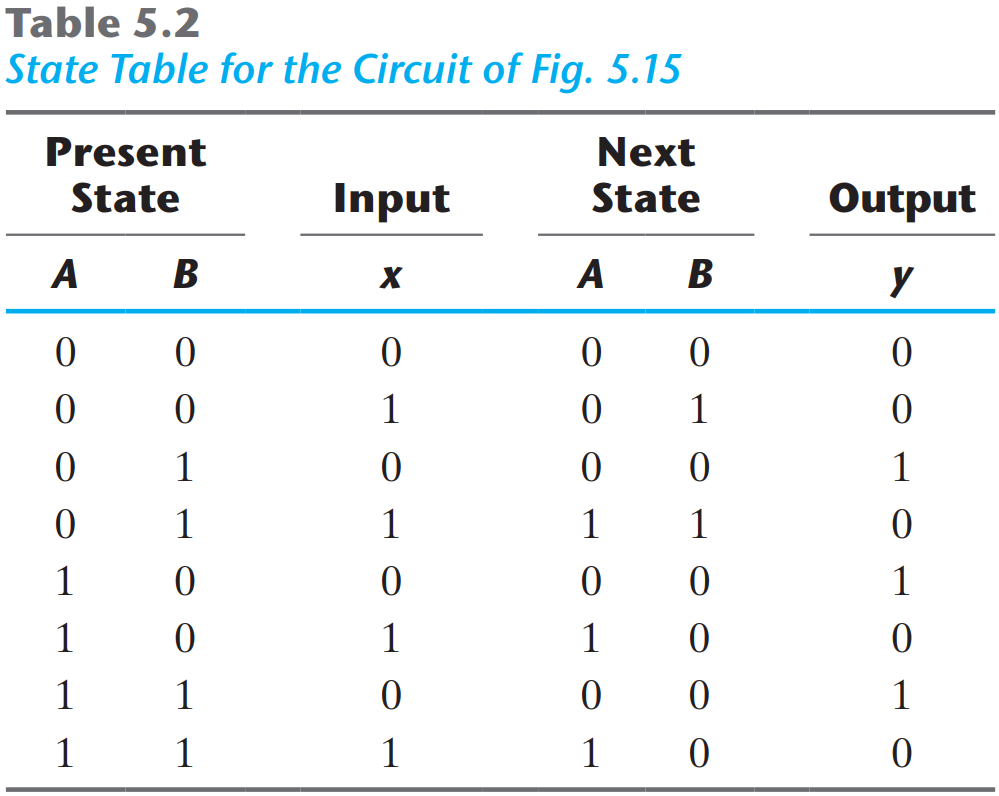 Table 5.2
State Table for the Circuit of Fig. 5.15
Present State Input Next State Output
A B x A B y
0 0 0 0 0 0
0 0 1 0 1 0
0 1 0 0 0 1
0 1 1 1 1 0
1 0 0 0 0 1
1 0 1 1 0 0
1 1 0 0 0 1
1 1 1 1 0 0